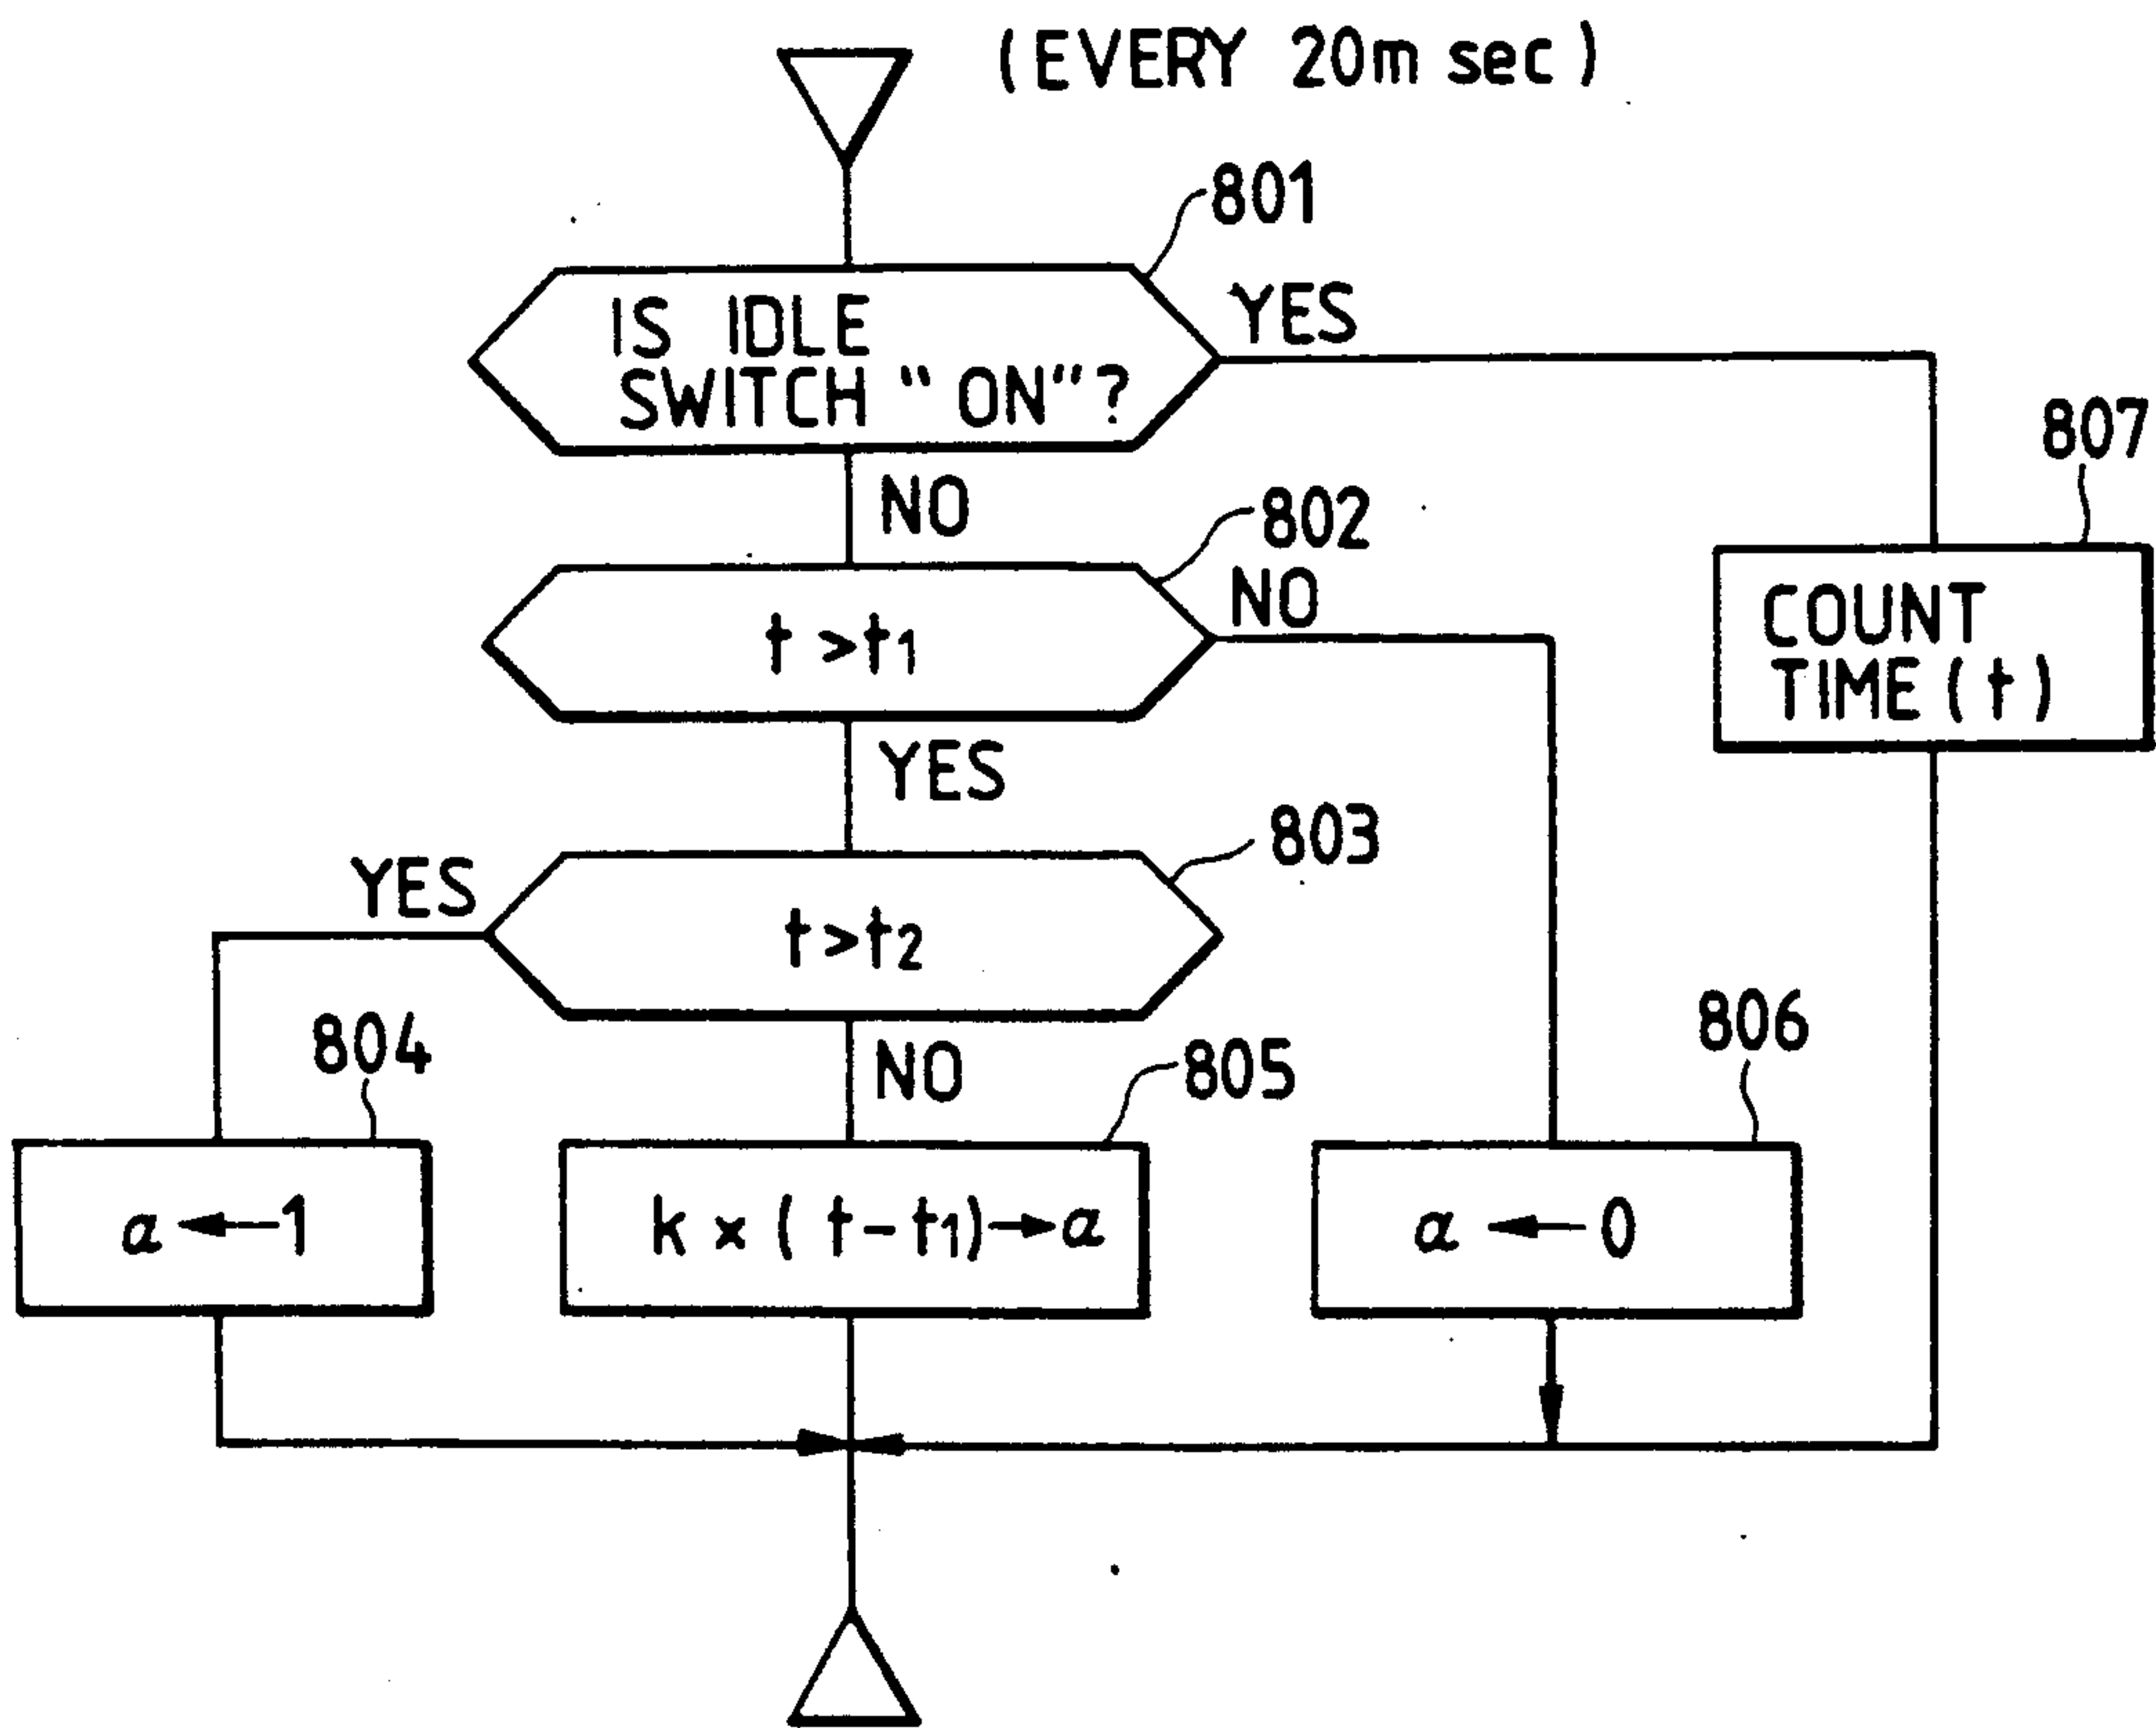 (EVERY 20m sec)
801
IS IDLE
SWITCH "ON"?
YES
NO
807
802
t >t1
NO
COUNT
TIME(t)
YES
803
t>t2
YES
NO
804
805
806
a ←1
k × ( t-t1)→a
a ← 0